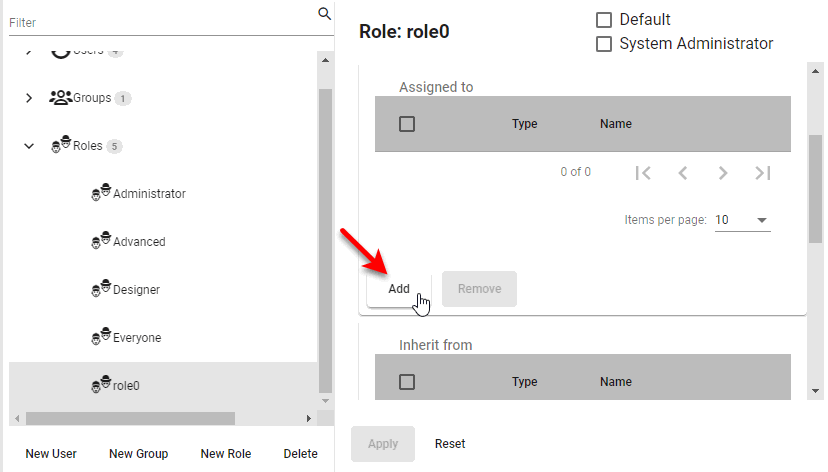 Filter
Users 4
Groups 1
Roles 5
Administrator
Advanced
Designer
Everyone
role0
New User
New Group
New Role
Delete
Role: role0
Default
System Administrator
Assigned to
Type
Name
0 of 0
Items per page: 10
Add
Remove
Inherit from
Type
Name
Apply
Reset